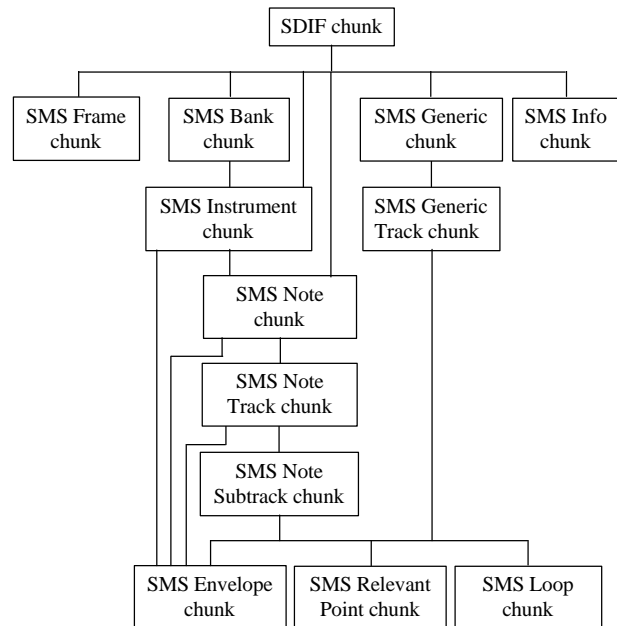 SDIF chunk
SMS Frame
chunk
SMS Bank
chunk
SMS Generic
chunk
SMS Info
chunk
SMS Instrument
chunk
SMS Generic
Track chunk
SMS Note
chunk
SMS Note
Track chunk
SMS Note
Subtrack chunk
SMS Envelope
chunk
SMS Relevant
Point chunk
SMS Loop
chunk